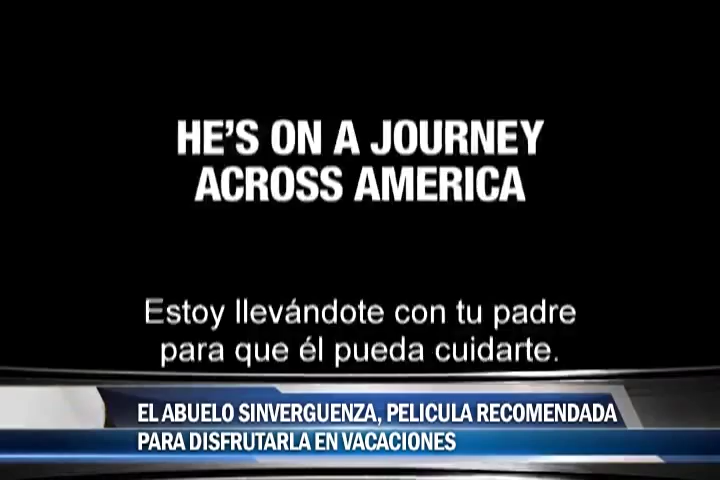 HE'S ON A JOURNEY
ACROSS AMERICA
Estoy llevándote con tu padre
para que él pueda cuidarte.
EL ABUELO SINVERGUENZA, PELICULA RECOMENDADA
PARA DISFRUTARLA EN VACACIONES